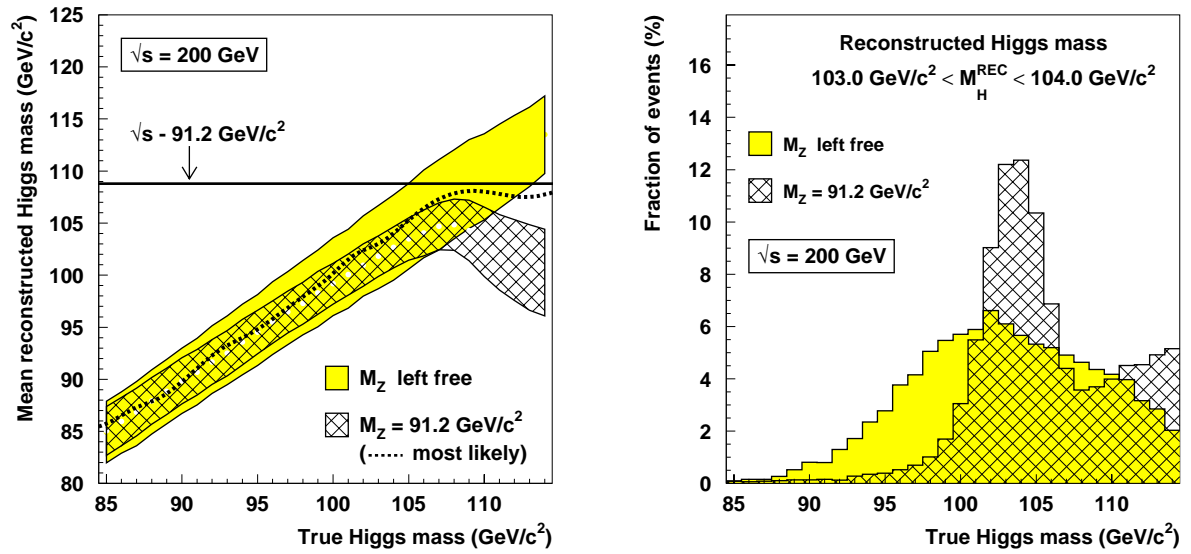 Mean reconstructed Higgs mass (GeV/c²)
125
120
115
110
105
100
95
90
85
80
√s = 200 GeV
√s - 91.2 GeV/c²
M_Z left free
M_Z = 91.2 GeV/c²
(······ most likely)
85 90 95 100 105 110
True Higgs mass (GeV/c²)
Fraction of events (%)
16
14
12
10
8
6
4
2
0
Reconstructed Higgs mass
103.0 GeV/c² < M_H^REC < 104.0 GeV/c²
M_Z left free
M_Z = 91.2 GeV/c²
√s = 200 GeV
85 90 95 100 105 110
True Higgs mass (GeV/c²)